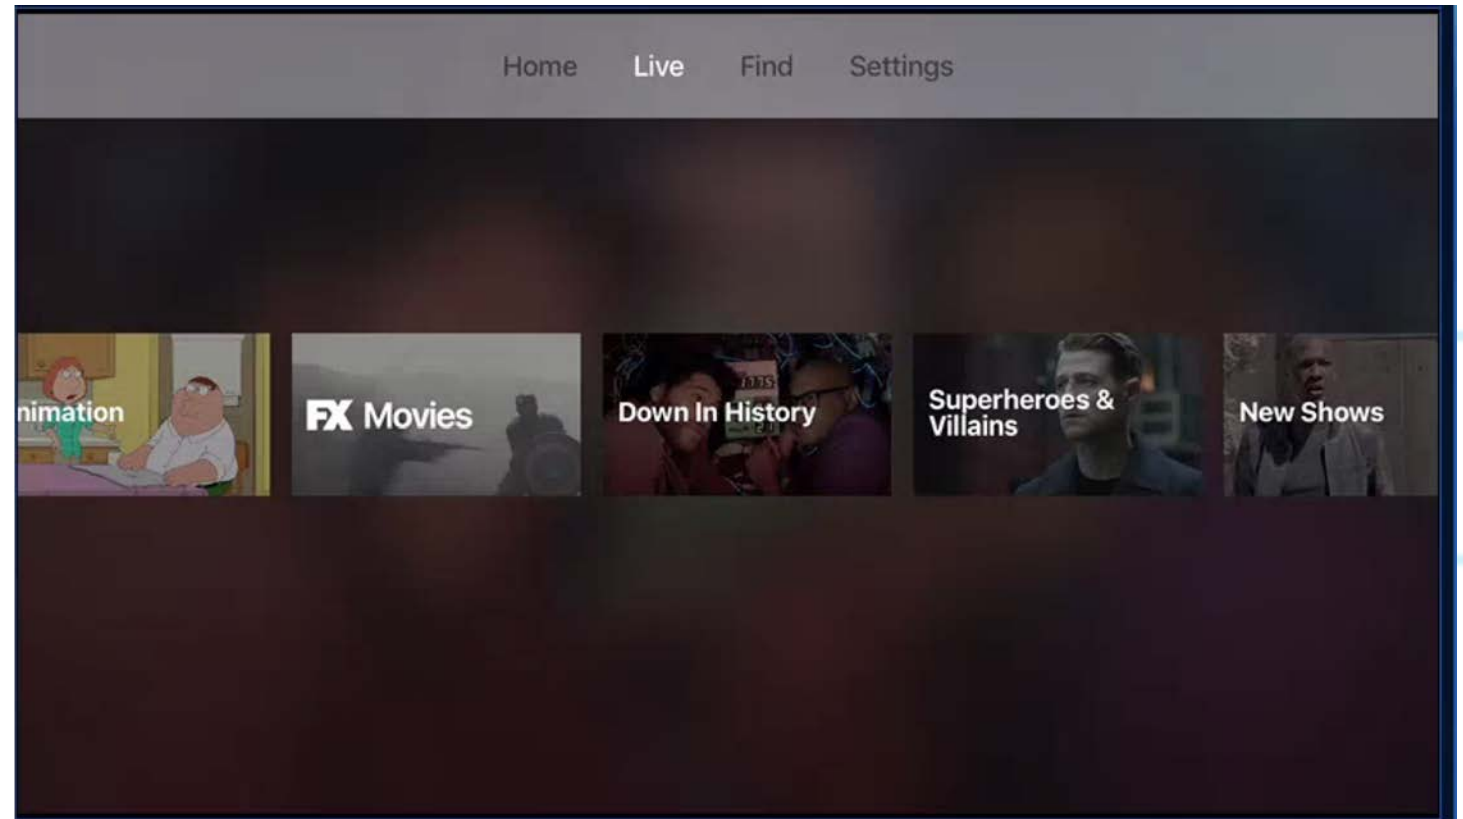 Home Live Find Settings
nimation
FX Movies
Down In History
Superheroes &
Villains
New Shows